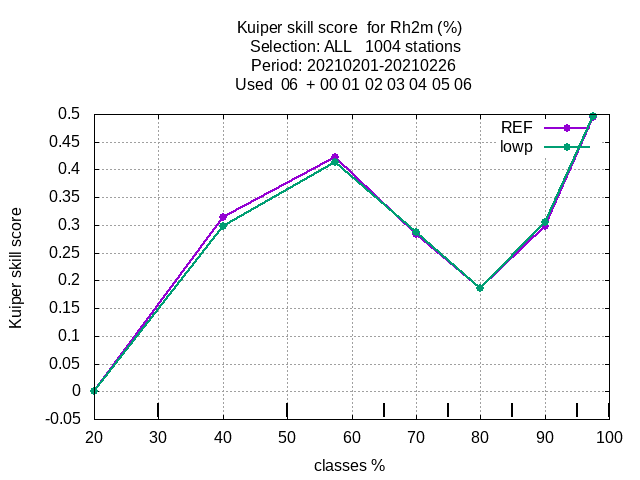 Kuiper skill score  for Rh2m (%)
Selection: ALL   1004 stations
Period: 20210201-20210226
Used  06  + 00 01 02 03 04 05 06
REF
lowp
0.5
0.45
0.4
0.35
0.3
0.25
0.2
0.15
0.1
0.05
0
-0.05
Kuiper skill score
20 30 40 50 60 70 80 90 100
classes %